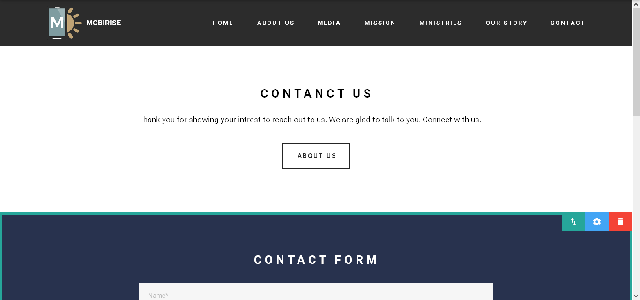 M MOBIRISE
HOME ABOUT US MEDIA MISSION MINISTRIES OUR STORY CONTACT
CONTANCT US
hank you for showing your intrest to reach out to us. We are glad to talk to you. Connect with us.
ABOUT US
CONTACT FORM
Name*